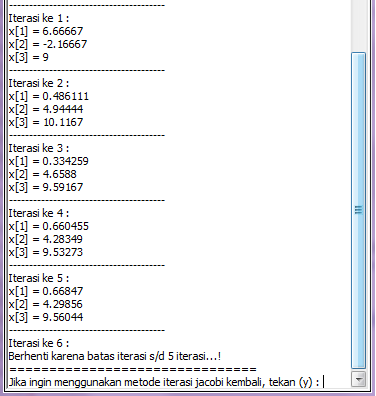 ----------------------------------------
Iterasi ke 1 :
x[1] = 6.66667
x[2] = -2.16667
x[3] = 9
----------------------------------------
Iterasi ke 2 :
x[1] = 0.486111
x[2] = 4.94444
x[3] = 10.1167
----------------------------------------
Iterasi ke 3 :
x[1] = 0.334259
x[2] = 4.6588
x[3] = 9.59167
----------------------------------------
Iterasi ke 4 :
x[1] = 0.660455
x[2] = 4.28349
x[3] = 9.53273
----------------------------------------
Iterasi ke 5 :
x[1] = 0.66847
x[2] = 4.29856
x[3] = 9.56044
----------------------------------------
Iterasi ke 6 :
Berhenti karena batas iterasi s/d 5 iterasi...!
===============================
Jika ingin menggunakan metode iterasi jacobi kembali, tekan (y) :